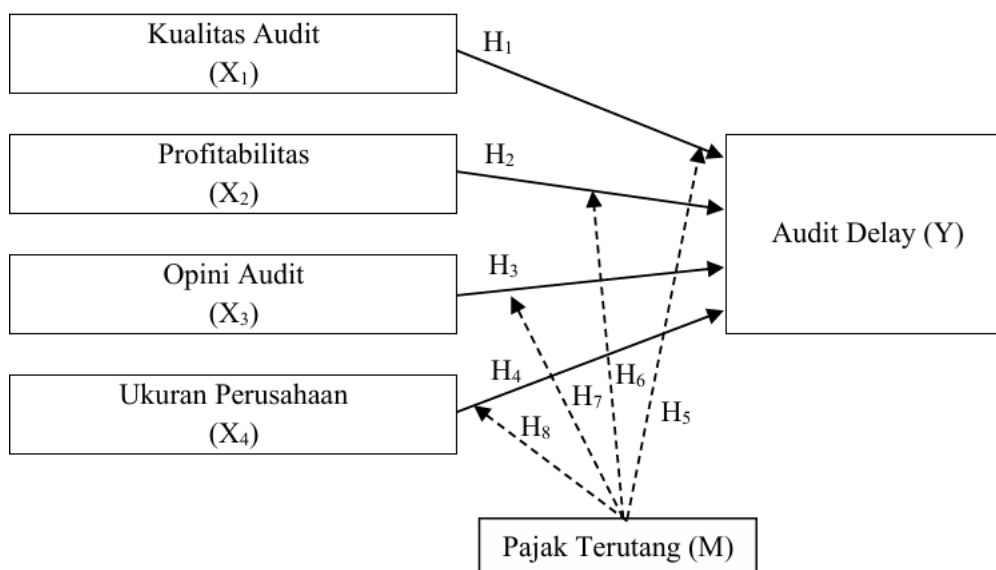 Kualitas Audit
(X₁)
H₁
Profitabilitas
(X₂)
H₂
Opini Audit
(X₃)
H₃
Ukuran Perusahaan
(X₄)
H₄
Audit Delay (Y)
H₅
H₆
H₇
H₈
Pajak Terutang (M)